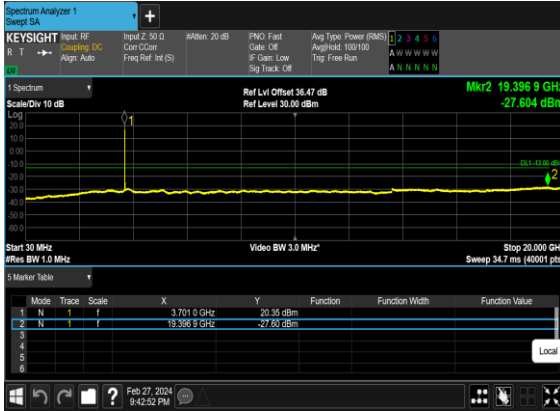 Spectrum Analyzer 1
Swept SA
+
KEYSIGHT Input: RF Input Z: 50 Ω #Atten: 20 dB PNO: Fast Avg Type: Power (RMS) 1 2 3 4 5 6
R T Coupling: DC Corr CCorr Gate: Off Avg|Hold: 100/100 A W W W W W
Align: Auto Freq Ref: Int (S) IF Gain: Low Trig: Free Run
Sig Track: Off A N N N N N
1 Spectrum
Ref Lvl Offset 36.47 dB Mkr2 19.396 9 GHz
Scale/Div 10 dB Ref Level 30.00 dBm -27.604 dBm
Log
20.0
10.0
0.00
-10.0
-20.0
-30.0
-40.0
-50.0
-60.0
1
DL1 -13.00 dBm
2
Start 30 MHz Video BW 3.0 MHz* Stop 20.000 GH
#Res BW 1.0 MHz Sweep 34.7 ms (40001 pts
5 Marker Table
Mode Trace Scale X Y Function Function Width Function Value
1 N 1 f 3.701 0 GHz 20.35 dBm
2 N 1 f 19.396 9 GHz -27.60 dBm
3
4
5
6
Local
? Feb 27, 2024
9:42:52 PM